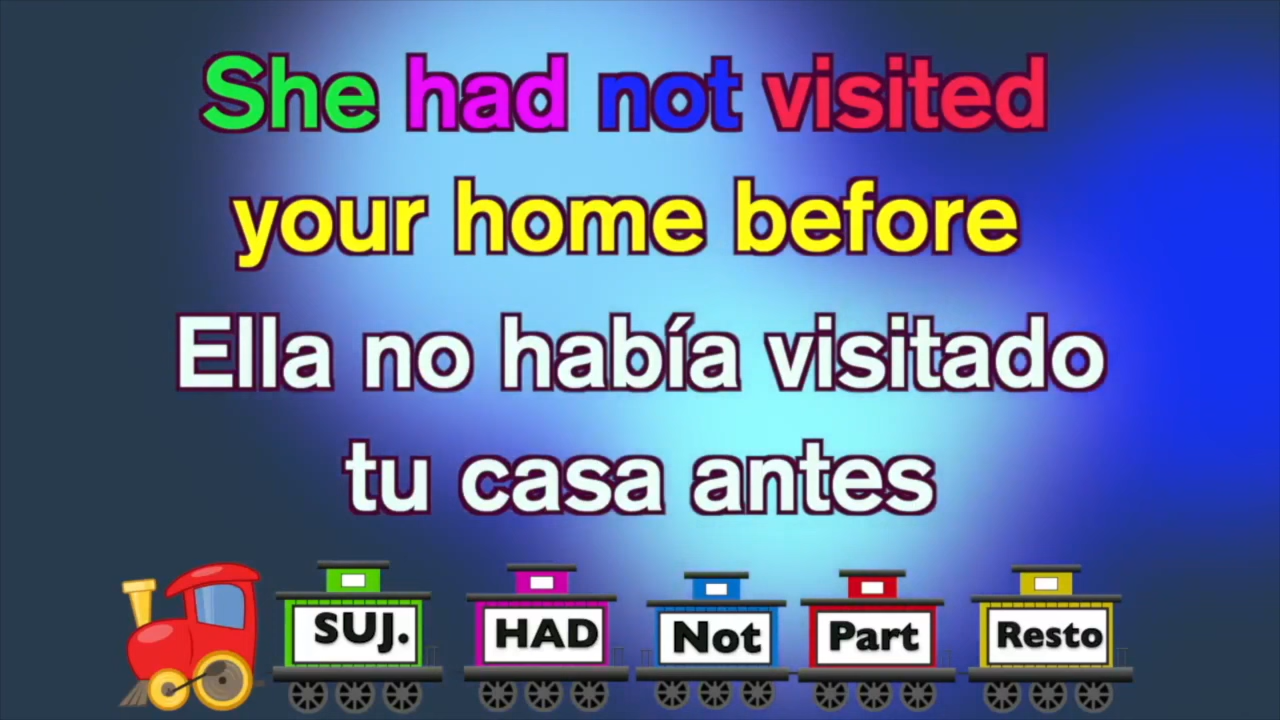 She had not visited
your home before
Ella no había visitado
tu casa antes
SUJ. HAD Not Part Resto